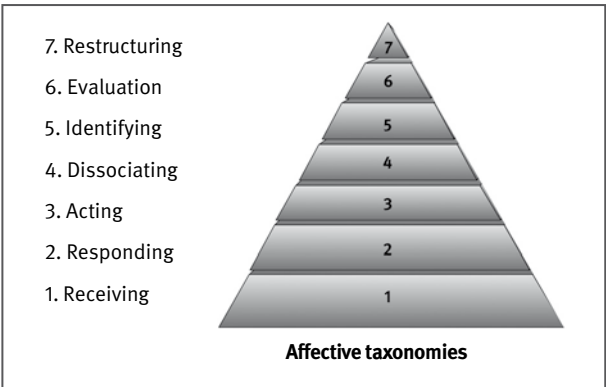 7. Restructuring
6. Evaluation
5. Identifying
4. Dissociating
3. Acting
2. Responding
1. Receiving
7
6
5
4
3
2
1
Affective taxonomies